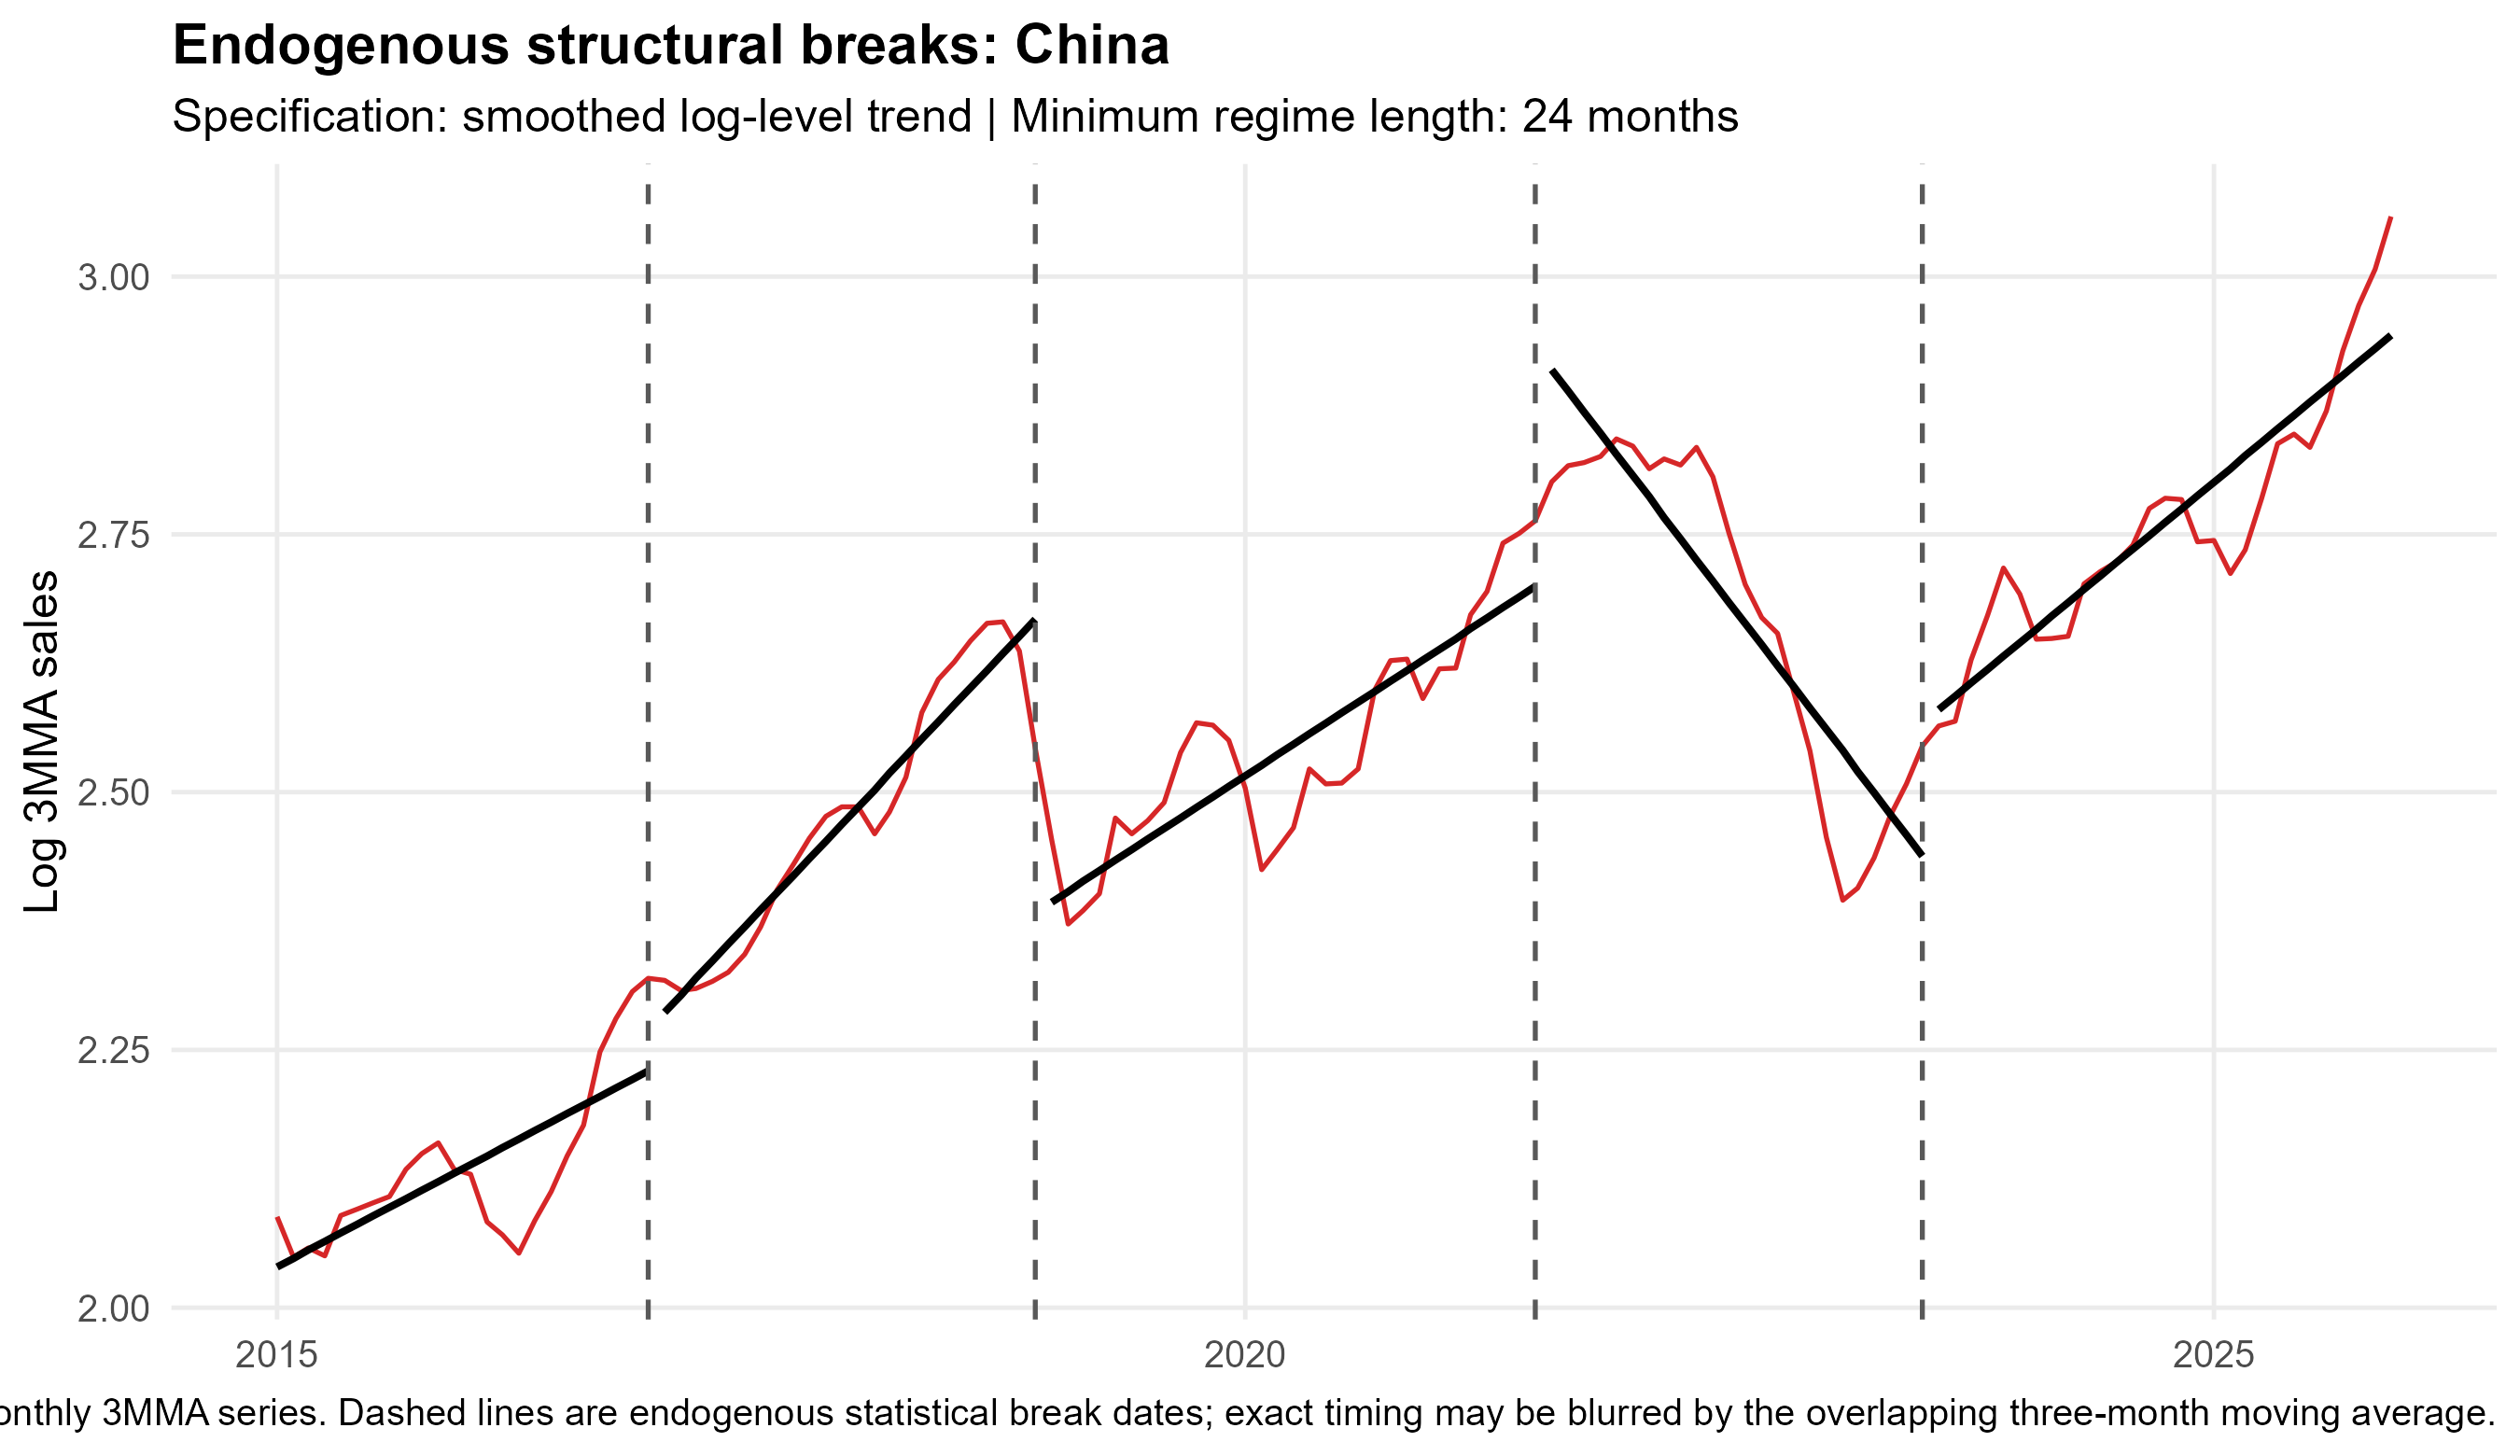 Endogenous structural breaks: China
Specification: smoothed log-level trend | Minimum regime length: 24 months
Log 3MMA sales
3.00
2.75
2.50
2.25
2.00
2015
2020
2025
onthly 3MMA series. Dashed lines are endogenous statistical break dates; exact timing may be blurred by the overlapping three-month moving average.